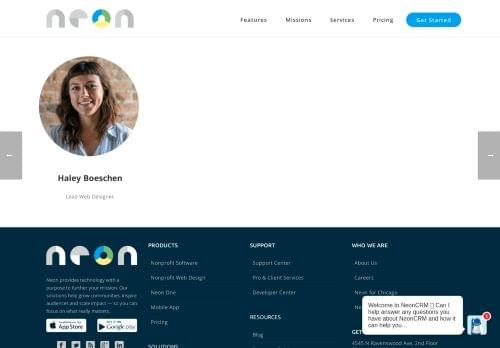 neon
Features Missions Services Pricing Get Started
Haley Boeschen
Lead Web Designer
neon
Neon provides technology with a
purpose to further your mission. Our
solutions help grow communities, inspire
audiences and scale impact — so you
can focus on what really matters.
Available on the
App Store
Google play
PRODUCTS
Nonprofit Software
Nonprofit Web Design
Neon One
Mobile App
Pricing
SOLUTIONS
SUPPORT
Support Center
Pro & Client Services
Developer Center
RESOURCES
Blog
WHO WE ARE
About Us
Careers
Neon for Chicago
GET
4545 N Ravenswood Ave, 2nd Floor
Welcome to NeonCRM Can I
help answer any questions you
have about NeonCRM and how it
can help you...
1